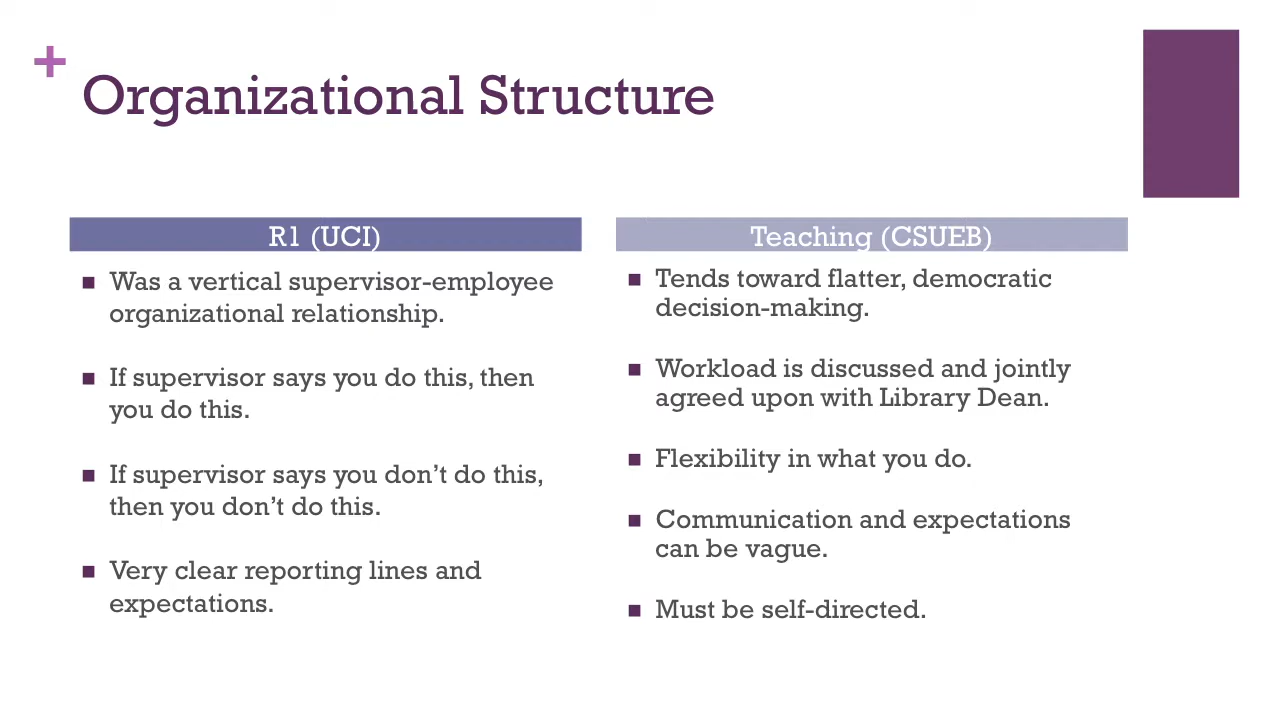 +
Organizational Structure
R1 (UCI)
■ Was a vertical supervisor-employee
organizational relationship.
■ If supervisor says you do this, then
you do this.
■ If supervisor says you don’t do this,
then you don’t do this.
■ Very clear reporting lines and
expectations.
Teaching (CSUEB)
■ Tends toward flatter, democratic
decision-making.
■ Workload is discussed and jointly
agreed upon with Library Dean.
■ Flexibility in what you do.
■ Communication and expectations
can be vague.
■ Must be self-directed.